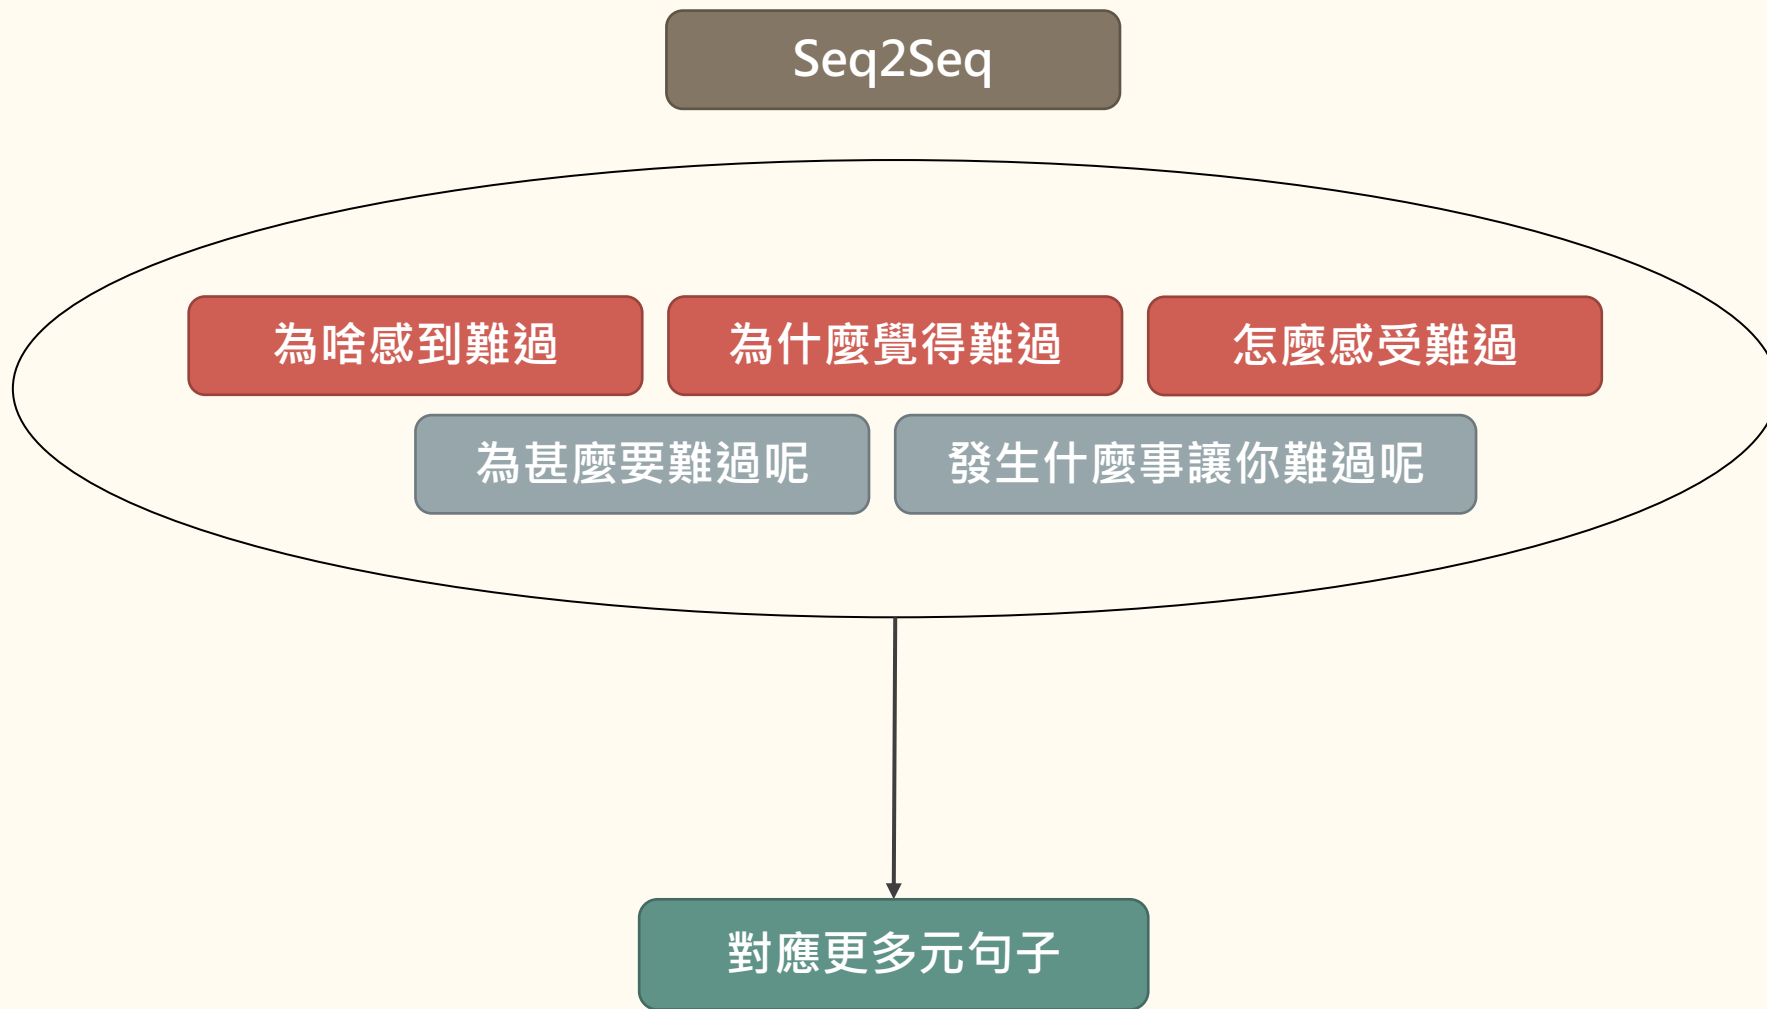 Seq2Seq
為啥感到難過
為什麼覺得難過
怎麼感受難過
為甚麼要難過呢
發生什麼事讓你難過呢
對應更多元句子